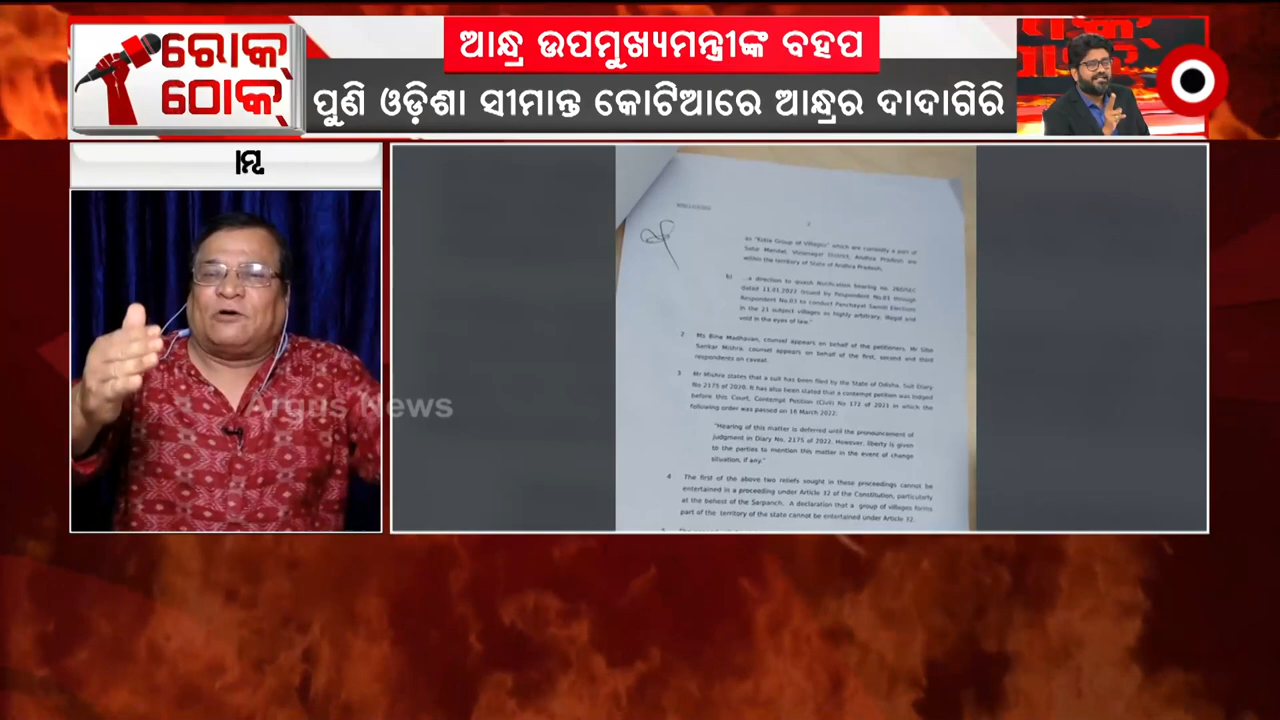 ରୋକ୍
ଠୋକ୍
ଆନ୍ଧ୍ର ଉପମୁଖ୍ୟମନ୍ତ୍ରୀଙ୍କ ବହପ
ପୁଣି ଓଡ଼ିଶା ସୀମାନ୍ତ କୋଟିଆରେ ଆନ୍ଧ୍ରର ଦାଦାଗିରି
Argus News
2
as "Kotia Group of Villages" which are currently a part of
Salur Mandal, Vizianagar District, Andhra Pradesh are
within the territory of State of Andhra Pradesh;
b) ...a direction to quash Notification bearing no. 200/SEC
dated 11.01.2022 issued by Respondent No.01 through
Respondent No.03 to conduct Panchayat Samiti Elections
in the 21 subject villages as highly arbitrary, illegal and
void in the eyes of law."
2 Ms Bina Madhavan, counsel appears on behalf of the petitioners. Mr Sibo
Sankar Mishra, counsel appears on behalf of the first, second and third
respondents on caveat.
3 Mr Mishra states that a suit has been filed by the State of Odisha, Suit Diary
No 2175 of 2020. It has also been stated that a contempt petition was lodged
before this Court, Contempt Petition (Civil) No 172 of 2021 in which the
following order was passed on 16 March 2022:
"Hearing of this matter is deferred until the pronouncement of
judgment in Diary No. 2175 of 2022. However, liberty is given
to the parties to mention this matter in the event of change
situation, if any."
4 The first of the above two reliefs sought in these proceedings cannot be
entertained in a proceeding under Article 32 of the Constitution, particularly
at the behest of the Sarpanch. A declaration that a group of villages forms
part of the territory of the state cannot be entertained under Article 32.